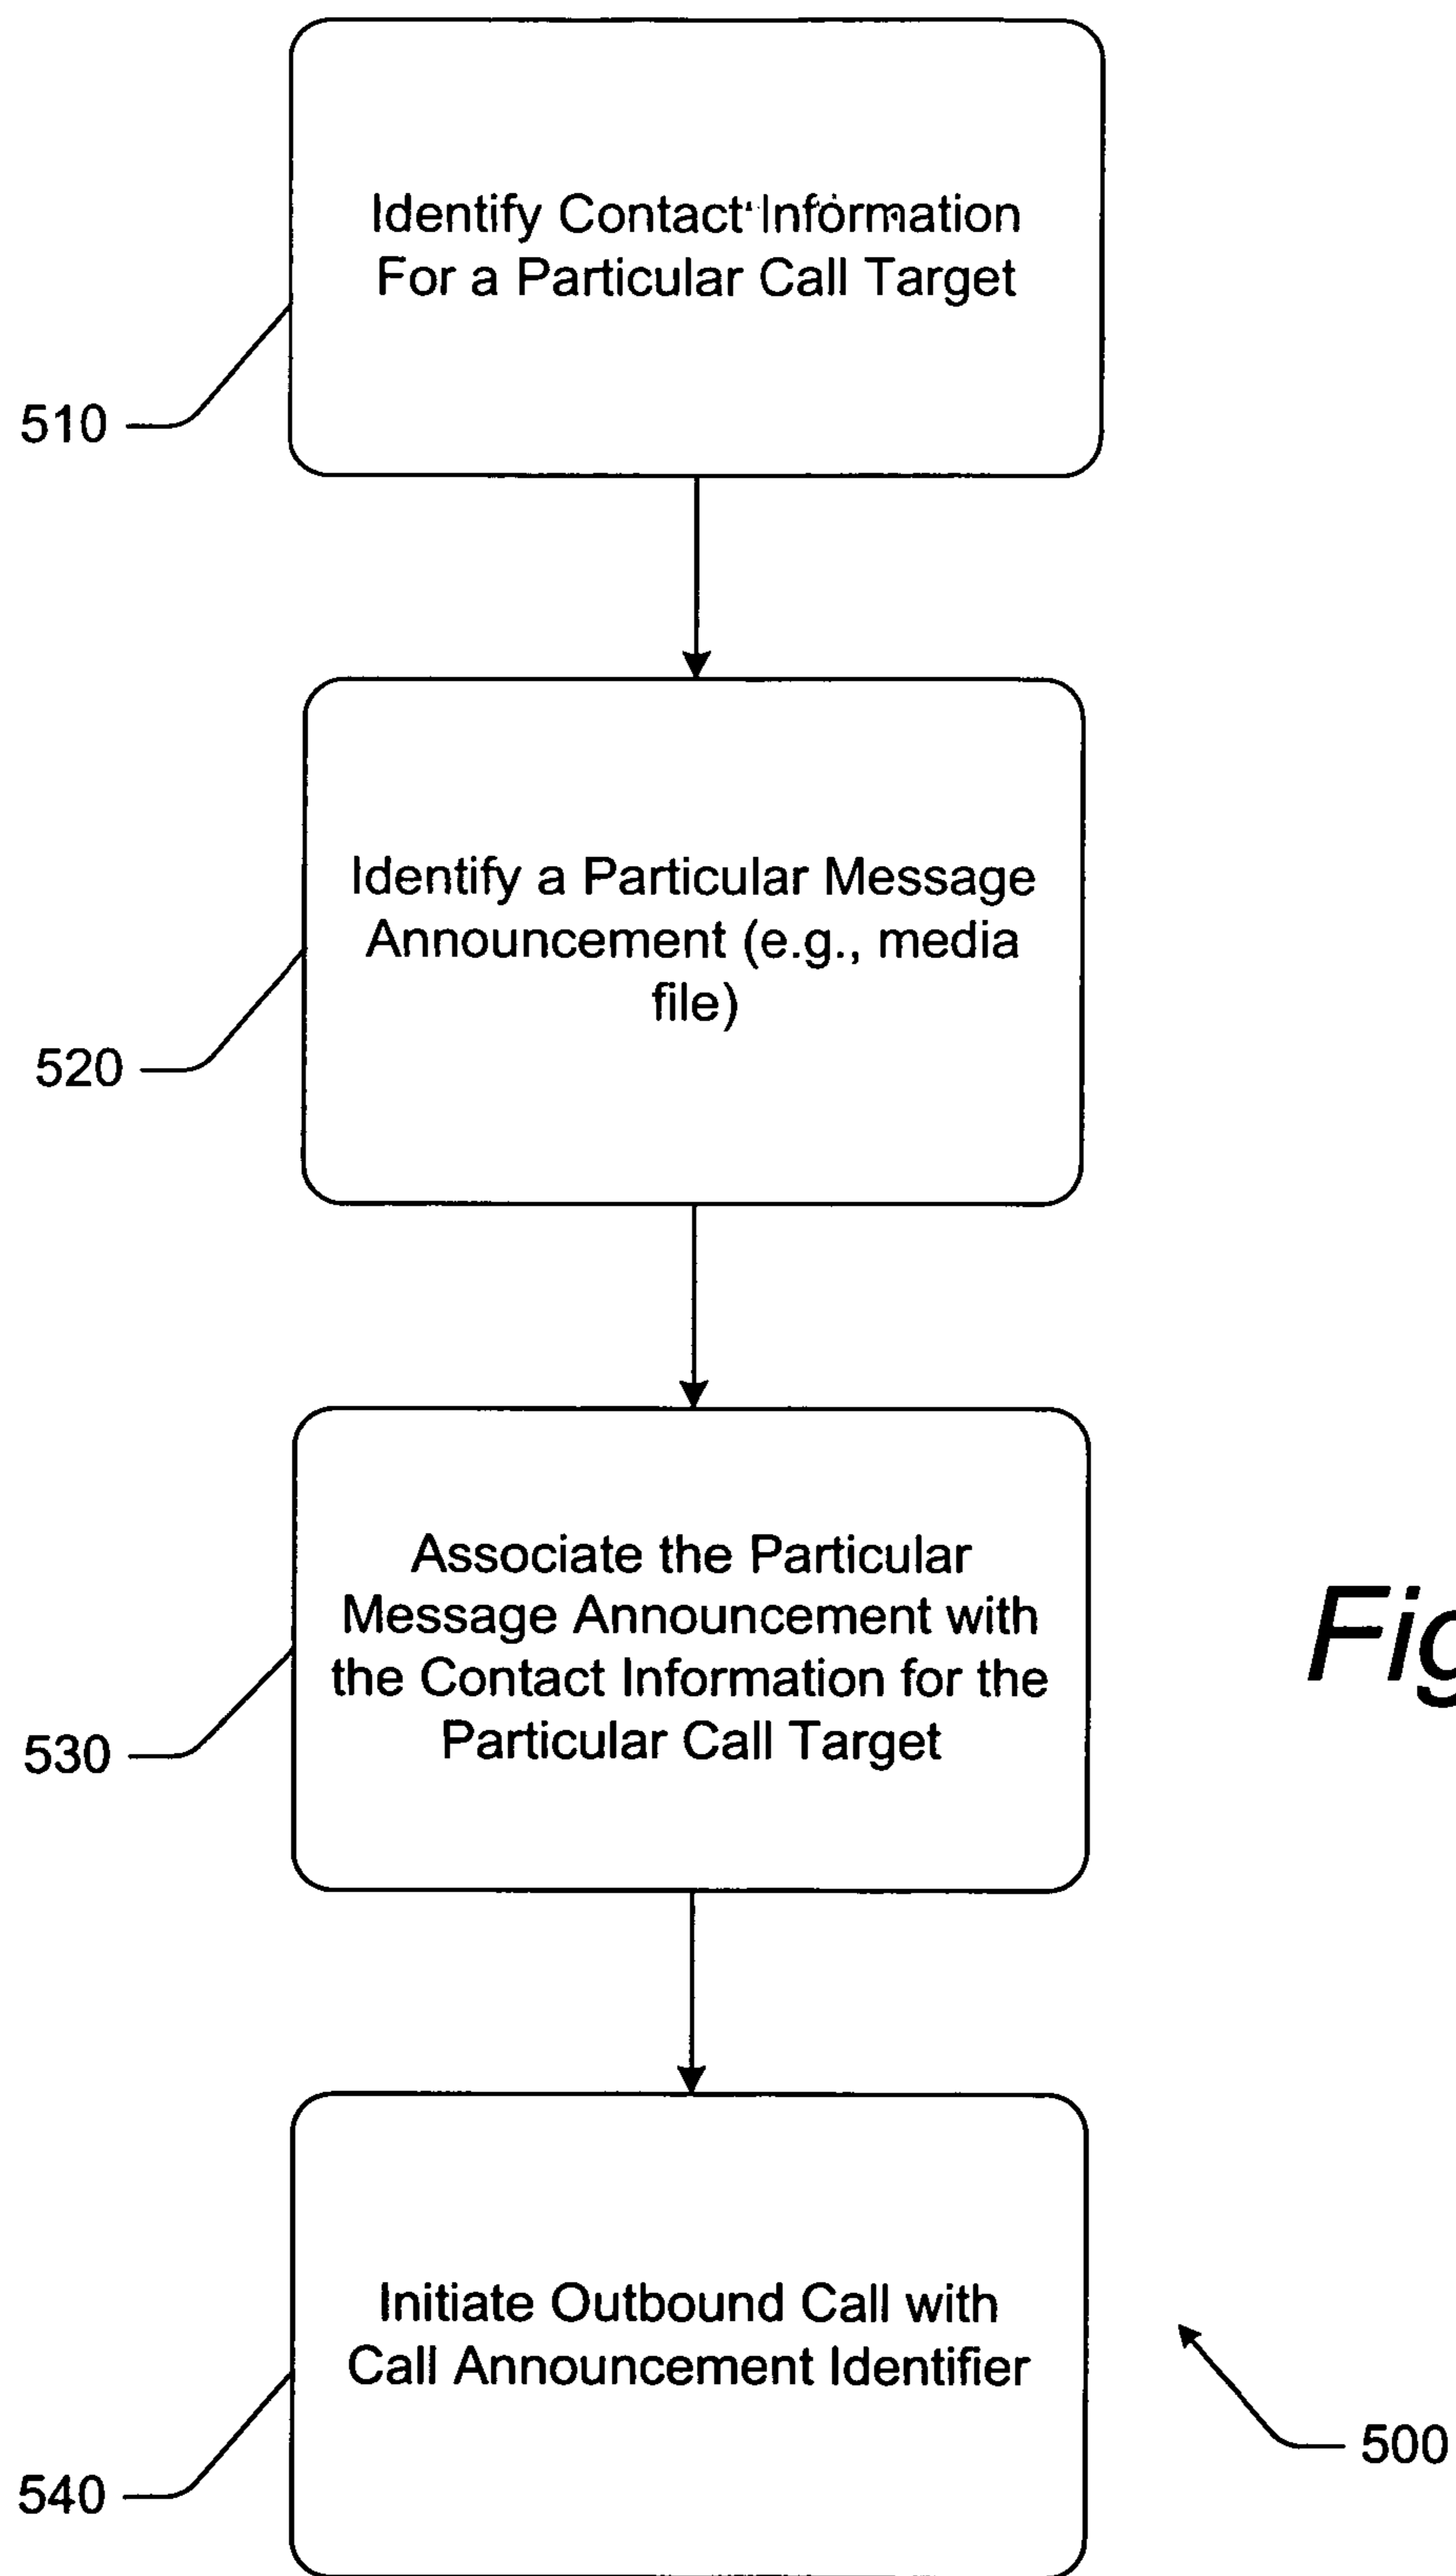 Identify Contact Information
For a Particular Call Target
510
Identify a Particular Message
Announcement (e.g., media
file)
520
Associate the Particular
Message Announcement with
the Contact Information for the
Particular Call Target
530
Initiate Outbound Call with
Call Announcement Identifier
540
500